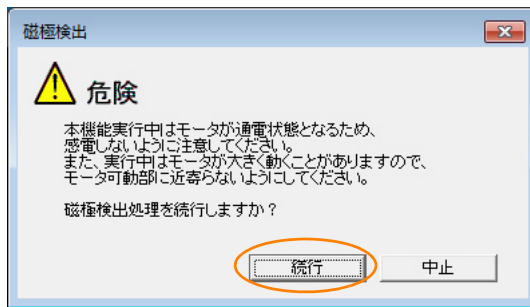 磁極検出
危険
本機能実行中はモータが通電状態となるため、
感電しないようにご注意してください。
また、実行中はモータが大きく動くことがありますので、
モータ可動部に近寄らないようにしてください。
磁極検出処理を続行しますか？
続行
中止